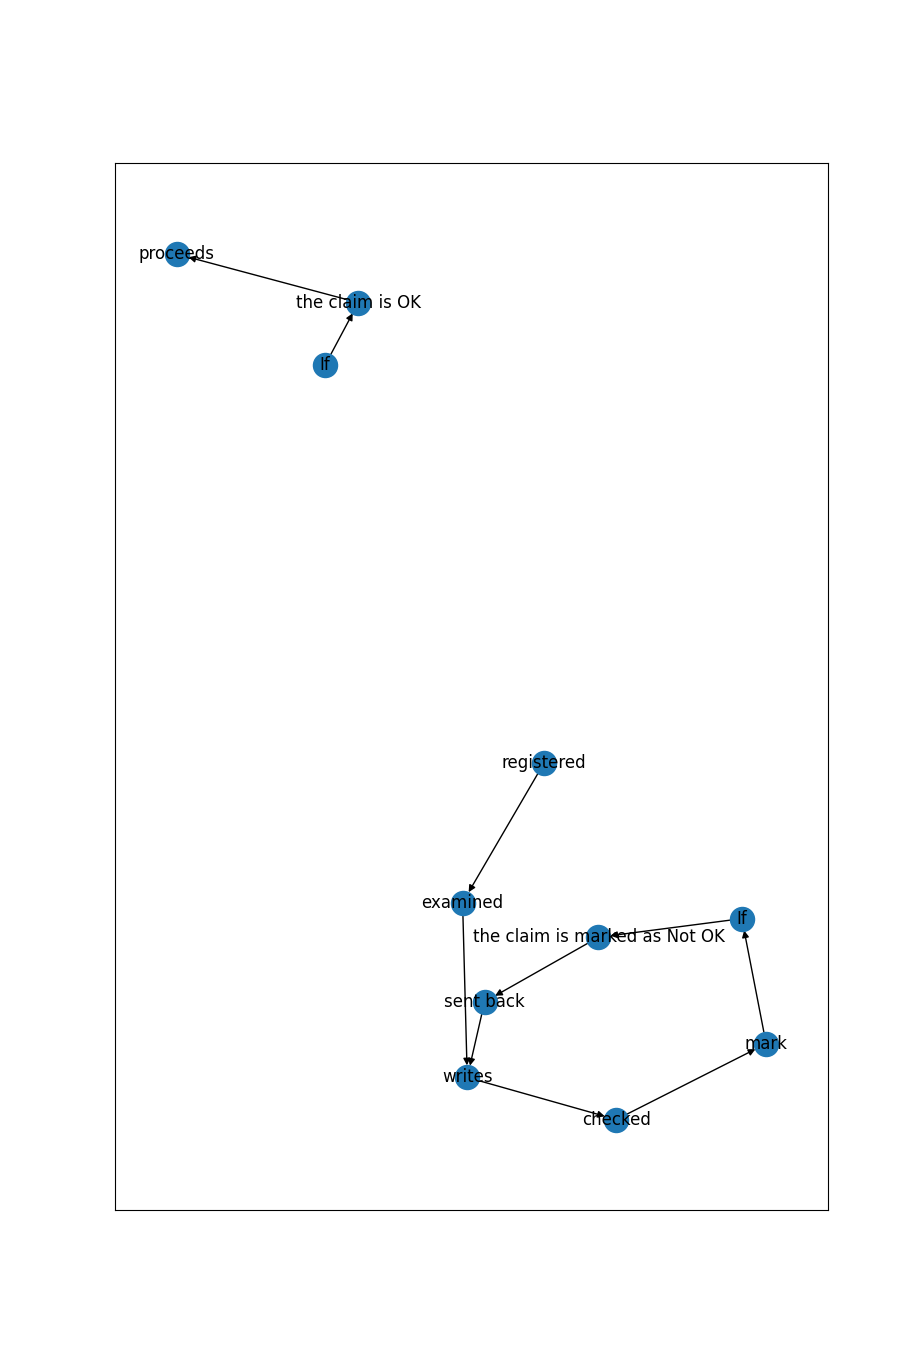 proceeds
the claim is OK
If
registered
examined
If
the claim is marked as Not OK
sent back
mark
writes
checked